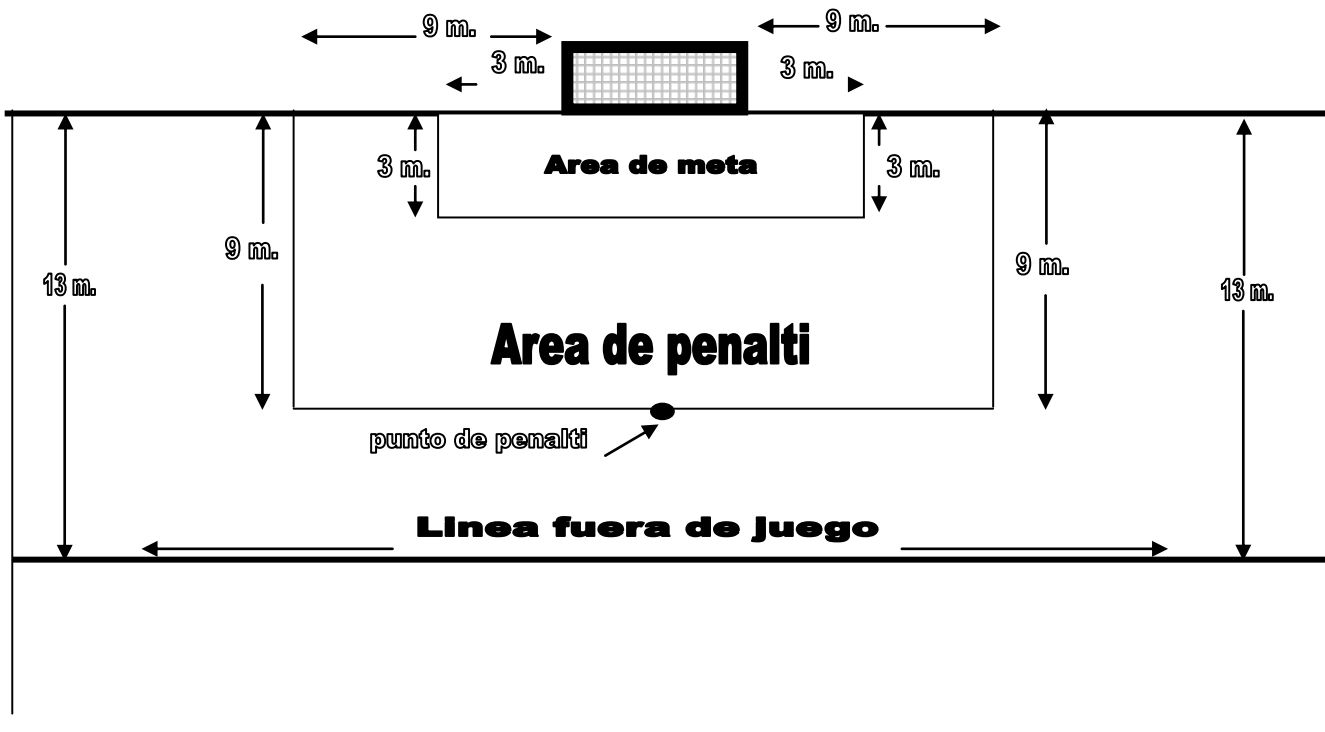 9 m.
9 m.
3 m.
3 m.
3 m.
Area de meta
3 m.
9 m.
9 m.
13 m.
13 m.
Area de penalti
punto de penalti
Linea fuera de juego